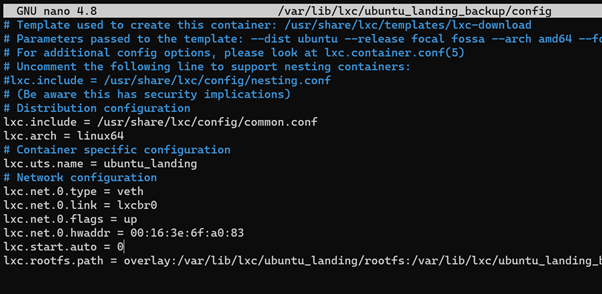 GNU nano 4.8 /var/lib/lxc/ubuntu_landing_backup/config
# Template used to create this container: /usr/share/lxc/templates/lxc-download
# Parameters passed to the template: --dist ubuntu --release focal fossa --arch amd64
# For additional config options, please look at lxc.container.conf(5)
# Uncomment the following line to support nesting containers:
#lxc.include = /usr/share/lxc/config/nesting.conf
# (Be aware this has security implications)
# Distribution configuration
lxc.include = /usr/share/lxc/config/common.conf
lxc.arch = linux64
# Container specific configuration
lxc.uts.name = ubuntu_landing
# Network configuration
lxc.net.0.type = veth
lxc.net.0.link = lxcbr0
lxc.net.0.flags = up
lxc.net.0.hwaddr = 00:16:3e:6f:a0:83
lxc.start.auto = 0
lxc.rootfs.path = overlay:/var/lib/lxc/ubuntu_landing/rootfs:/var/lib/lxc/ubuntu_landing_